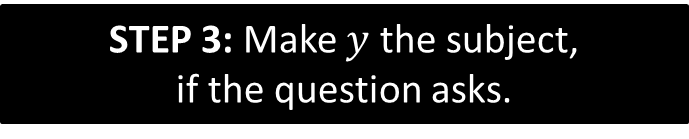 STEP 3: Make y the subject,
if the question asks.